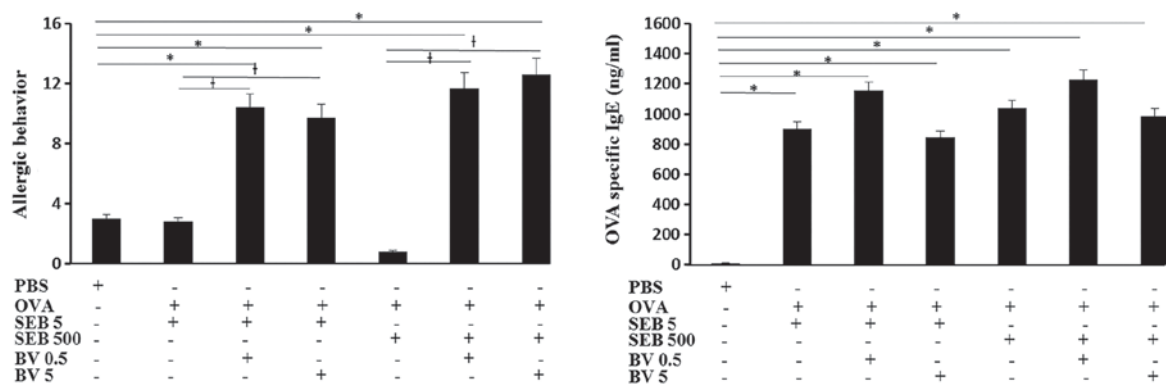 Allergic behavior
16
12
8
4
0
*
*
†
*
†
*
†
†
PBS + - - - - - -
OVA - + + + + + +
SEB 5 - + + + - - -
SEB 500 - - - - + + +
BV 0.5 - - + - - + -
BV 5 - - - + - - +
OVA specific IgE (ng/ml)
1600
1400
1200
1000
800
600
400
200
0
*
*
*
*
*
*
PBS + - - - - - -
OVA - + + + + + +
SEB 5 - + + + - - -
SEB 500 - - - - + + +
BV 0.5 - - + - - + -
BV 5 - - - + - - +